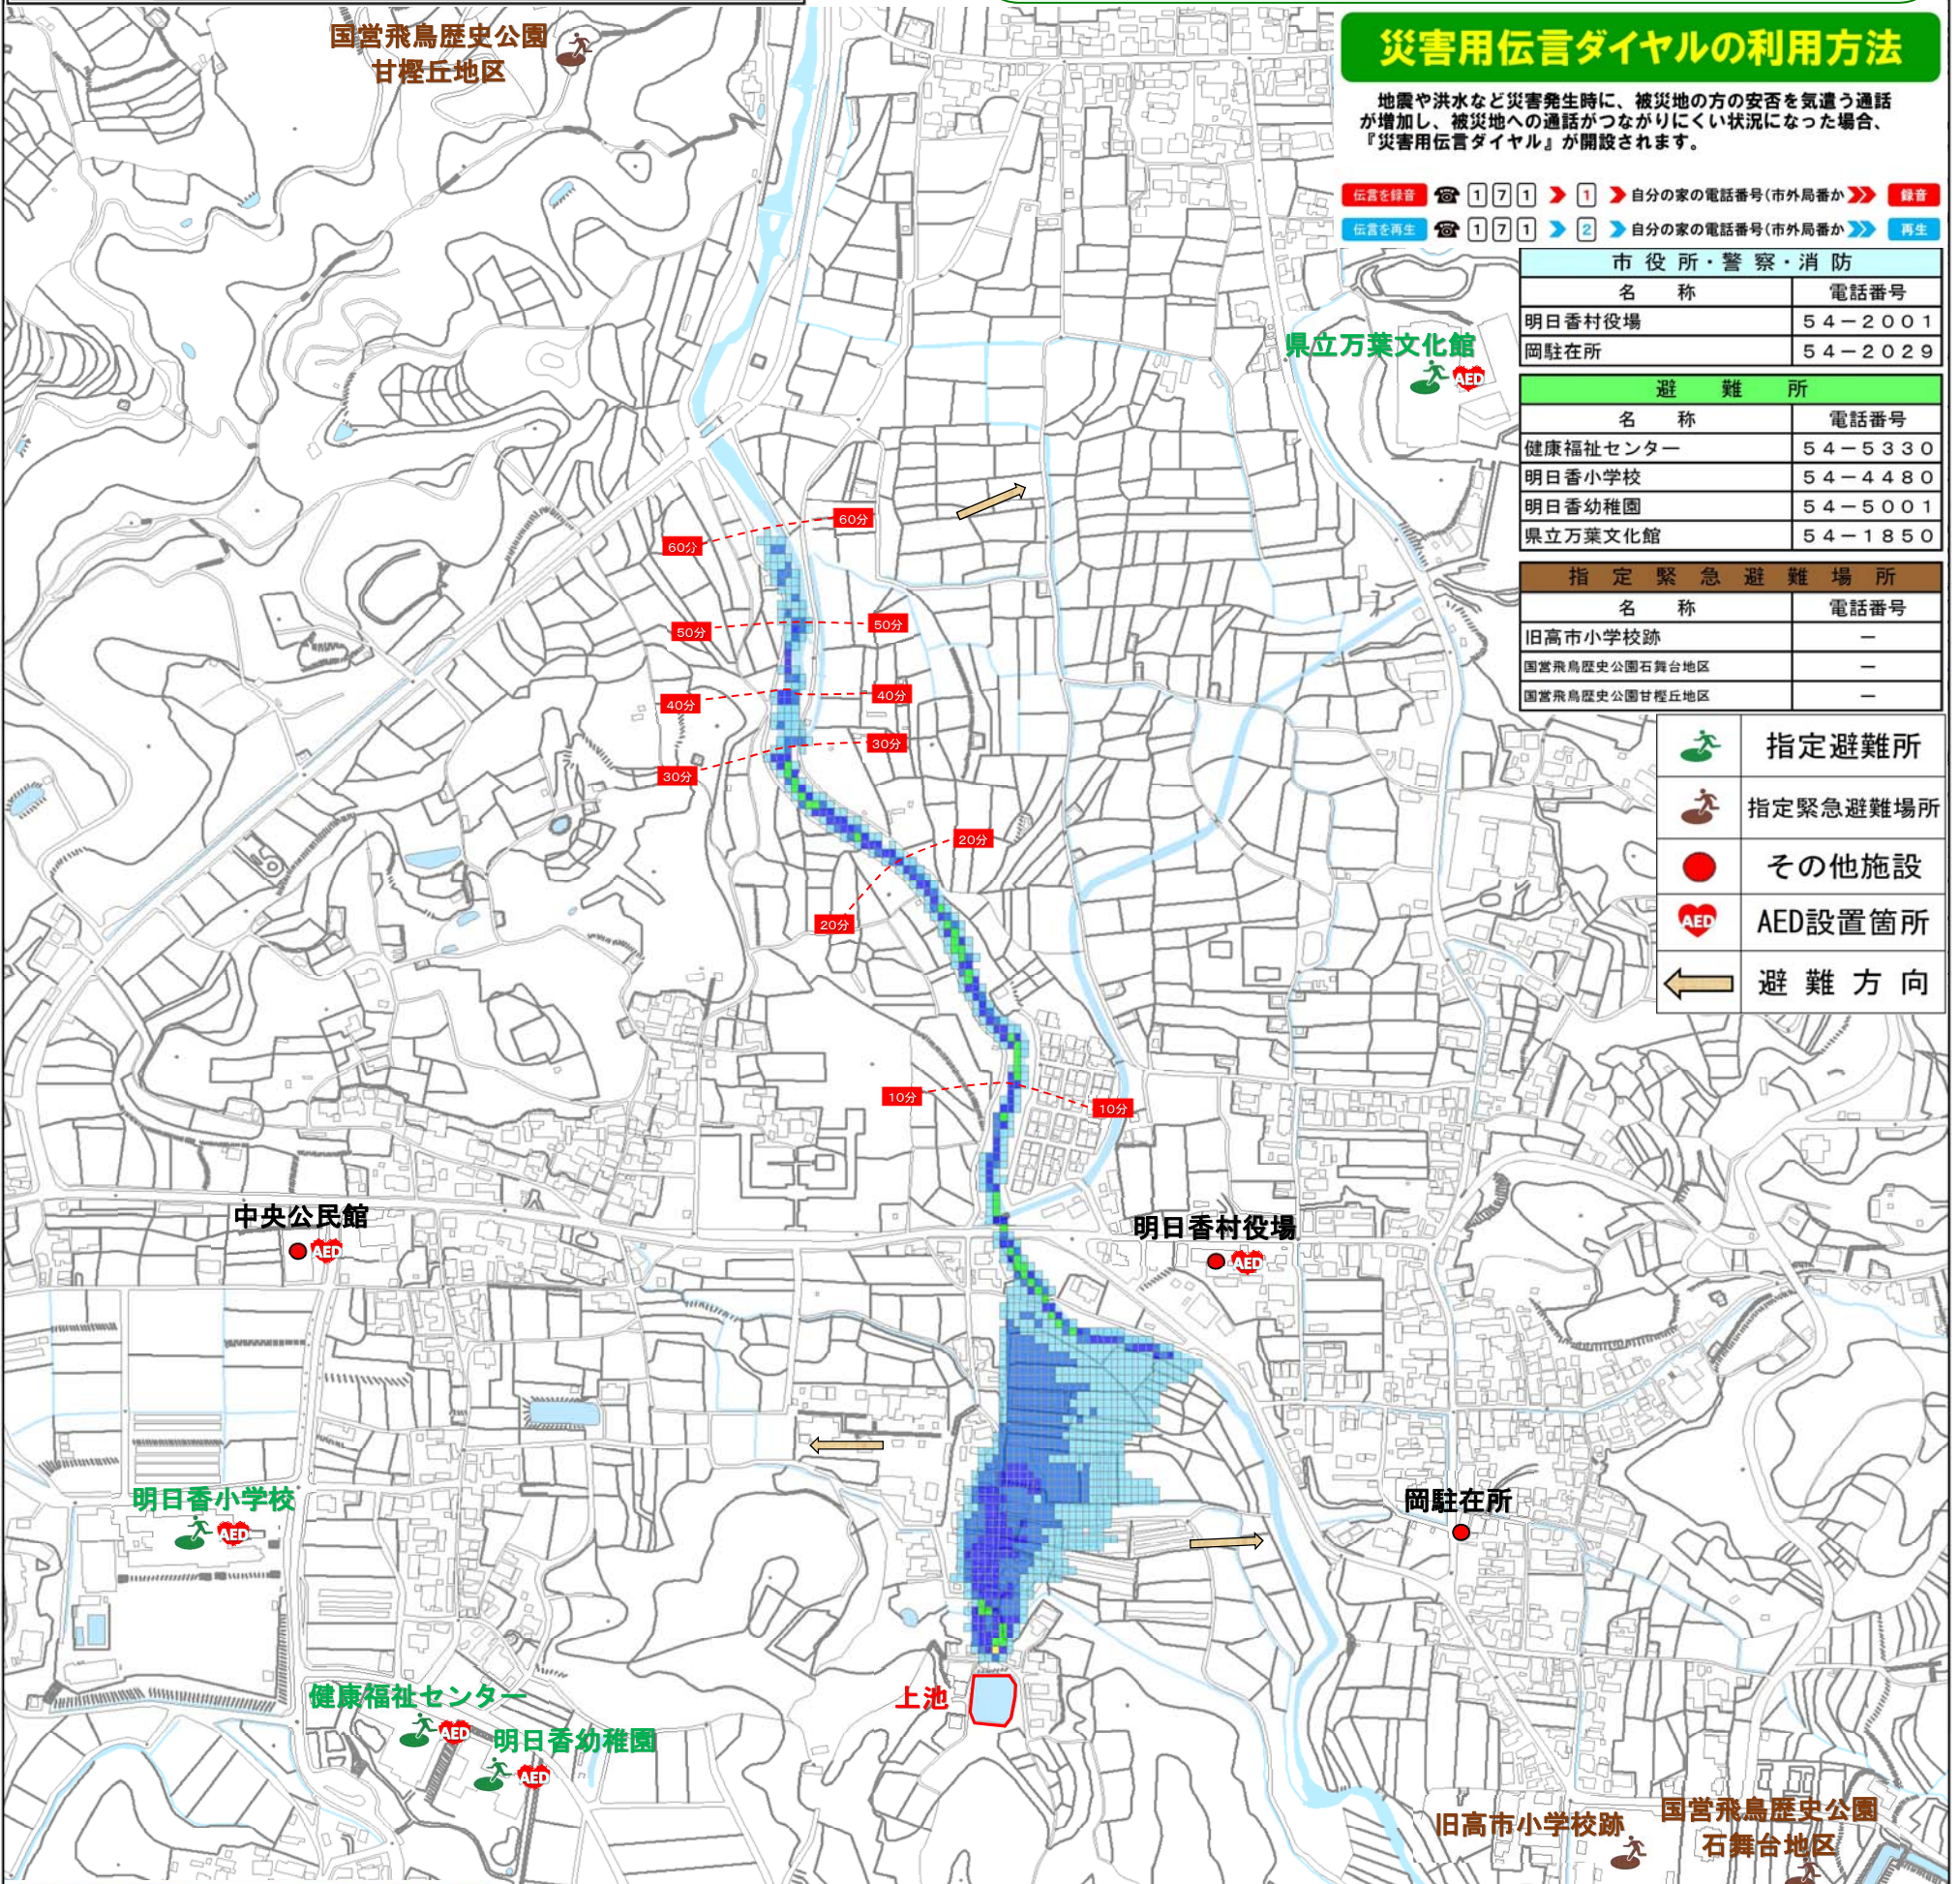 国営飛鳥歴史公園
甘樫丘地区
災害用伝言ダイヤルの利用方法
地震や洪水など災害発生時に、被災地の方の安否を気遣う通話
が増加し、被災地への通話がつながりにくい状況になった場合、
『災害用伝言ダイヤル』が開設されます。
伝言を録音 ☎ 1 7 1 1 自分の家の電話番号(市外局番か 録音
伝言を再生 ☎ 1 7 1 2 自分の家の電話番号(市外局番か 再生
市役所・警察・消防
名称 電話番号
明日香村役場 54-2001
岡駐在所 54-2029
避難所
名称 電話番号
健康福祉センター 54-5330
明日香小学校 54-4480
明日香幼稚園 54-5001
県立万葉文化館 54-1850
指定緊急避難場所
名称 電話番号
旧高市小学校跡 －
国営飛鳥歴史公園石舞台地区 －
国営飛鳥歴史公園甘樫丘地区 －
指定避難所
指定緊急避難場所
その他施設
AED AED設置箇所
避難方向
県立万葉文化館
AED
60分
60分
50分
50分
40分
40分
30分
30分
20分
20分
10分
10分
中央公民館
AED
明日香村役場
AED
明日香小学校
AED
岡駐在所
健康福祉センター
AED
明日香幼稚園
AED
上池
旧高市小学校跡
国営飛鳥歴史公園
石舞台地区